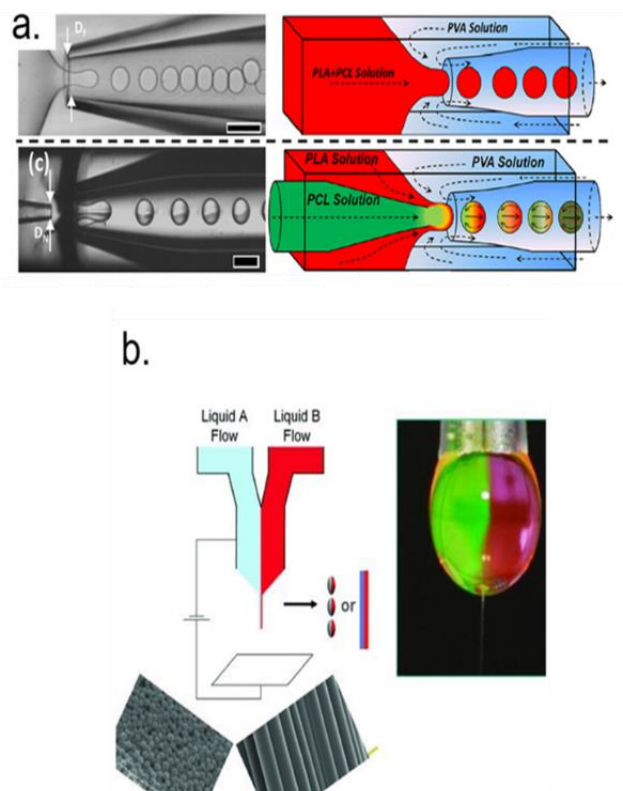 a.
Df
PVA Solution
PLA+PCL Solution
(c)
PLA Solution
PVA Solution
PCL Solution
DN
b.
Liquid A
Flow
Liquid B
Flow
or